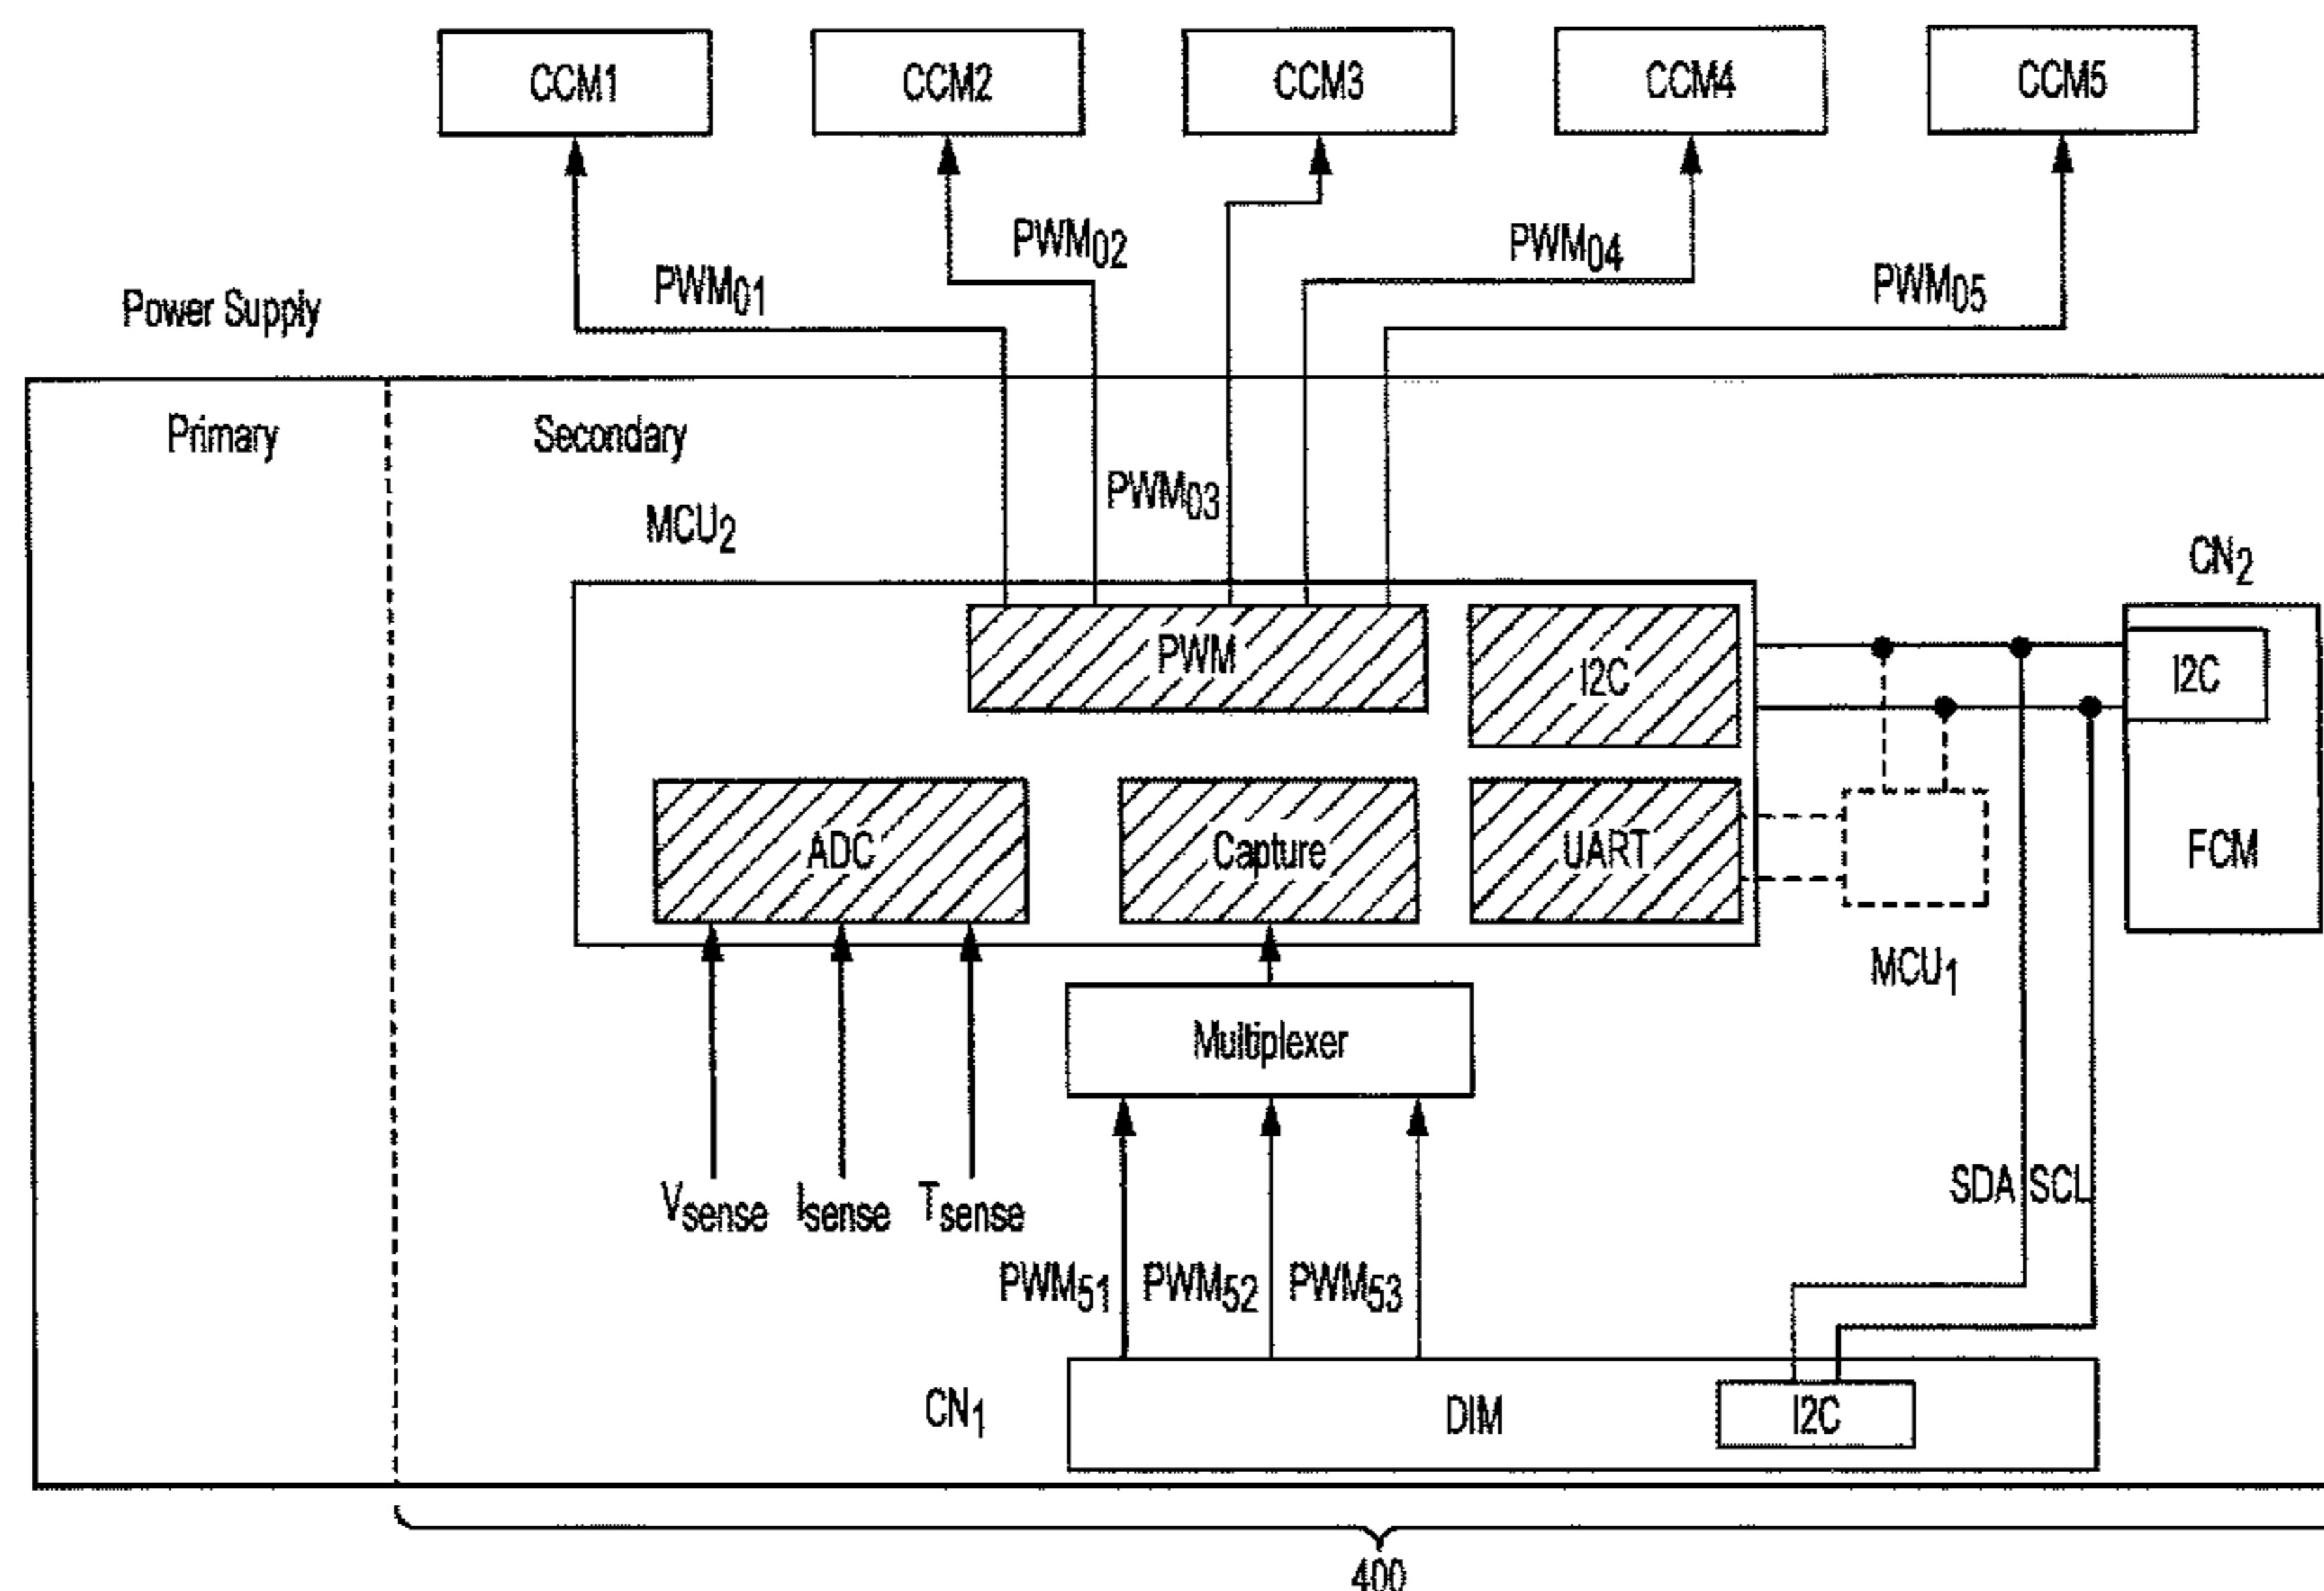 CCM1
CCM2
CCM3
CCM4
CCM5
PWM01
PWM02
PWM04
PWM05
Power Supply
Primary
Secondary
PWM03
MCU2
CN2
PWM
I2C
I2C
ADC
Capture
UART
FCM
MCU1
Multiplexer
Vsense
Isense
Tsense
SDA
SCL
PWM51
PWM52
PWM53
CN1
DIM
I2C
400